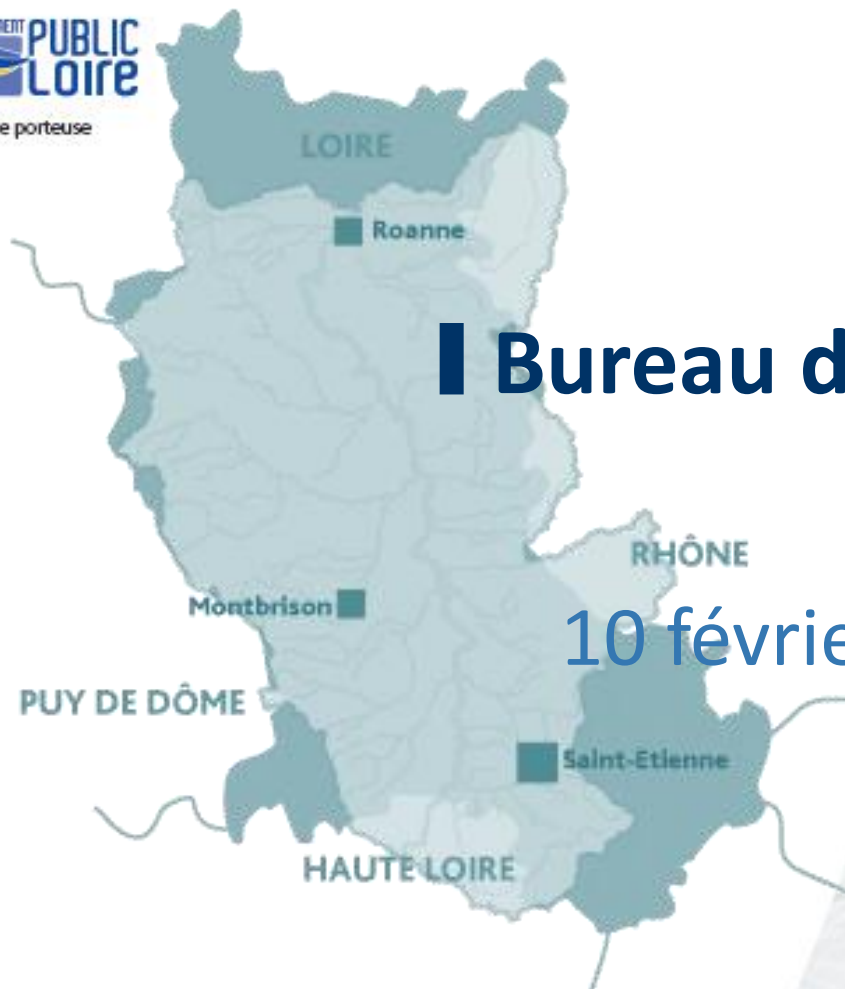 PUBLIC
LOIRE
e porteuse
LOIRE
Roanne
Bureau d
RHÔNE
Montbrison
10 févrie
PUY DE DÔME
Saint-Etienne
HAUTE LOIRE